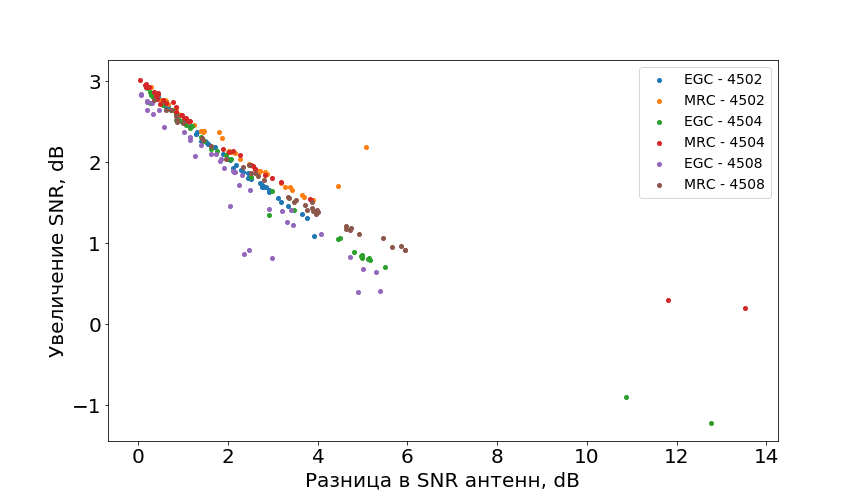 3
2
1
0
−1
0 2 4 6 8 10 12 14
Увеличение SNR, dB
Разница в SNR антенн, dB
EGC - 4502
MRC - 4502
EGC - 4504
MRC - 4504
EGC - 4508
MRC - 4508